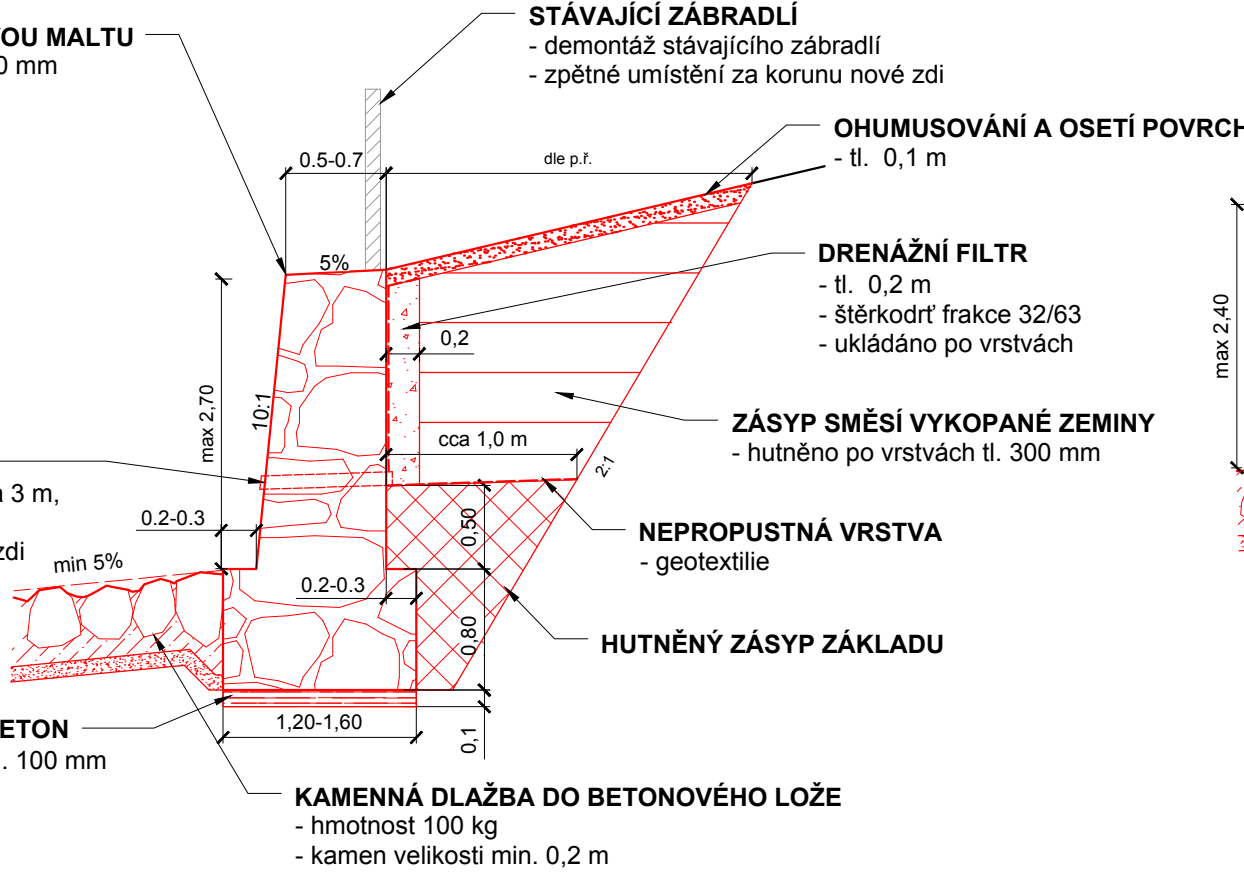 OU MALTU
0 mm
STÁVAJÍCÍ ZÁBRADLÍ
- demontáž stávajícího zábradlí
- zpětné umístění za korunu nové zdi
OHUMUSOVÁNÍ A OSETÍ POVRCH
- tl. 0,1 m
0.5-0.7
dle p.ř.
5%
DRENÁŽNÍ FILTR
- tl. 0,2 m
- štěrkodrť frakce 32/63
- ukládáno po vrstvách
max 2,40
0,2
max 2,70
10:1
ZÁSYP SMĚSÍ VYKOPANÉ ZEMINY
- hutněno po vrstvách tl. 300 mm
cca 1,0 m
2:1
a 3 m,
zdi
0.2-0.3
min 5%
0,50
NEPROPUSTNÁ VRSTVA
- geotextilie
0.2-0.3
0,80
HUTNĚNÝ ZÁSYP ZÁKLADU
ETON
. 100 mm
1,20-1,60
0,1
KAMENNÁ DLAŽBA DO BETONOVÉHO LOŽE
- hmotnost 100 kg
- kamen velikosti min. 0,2 m